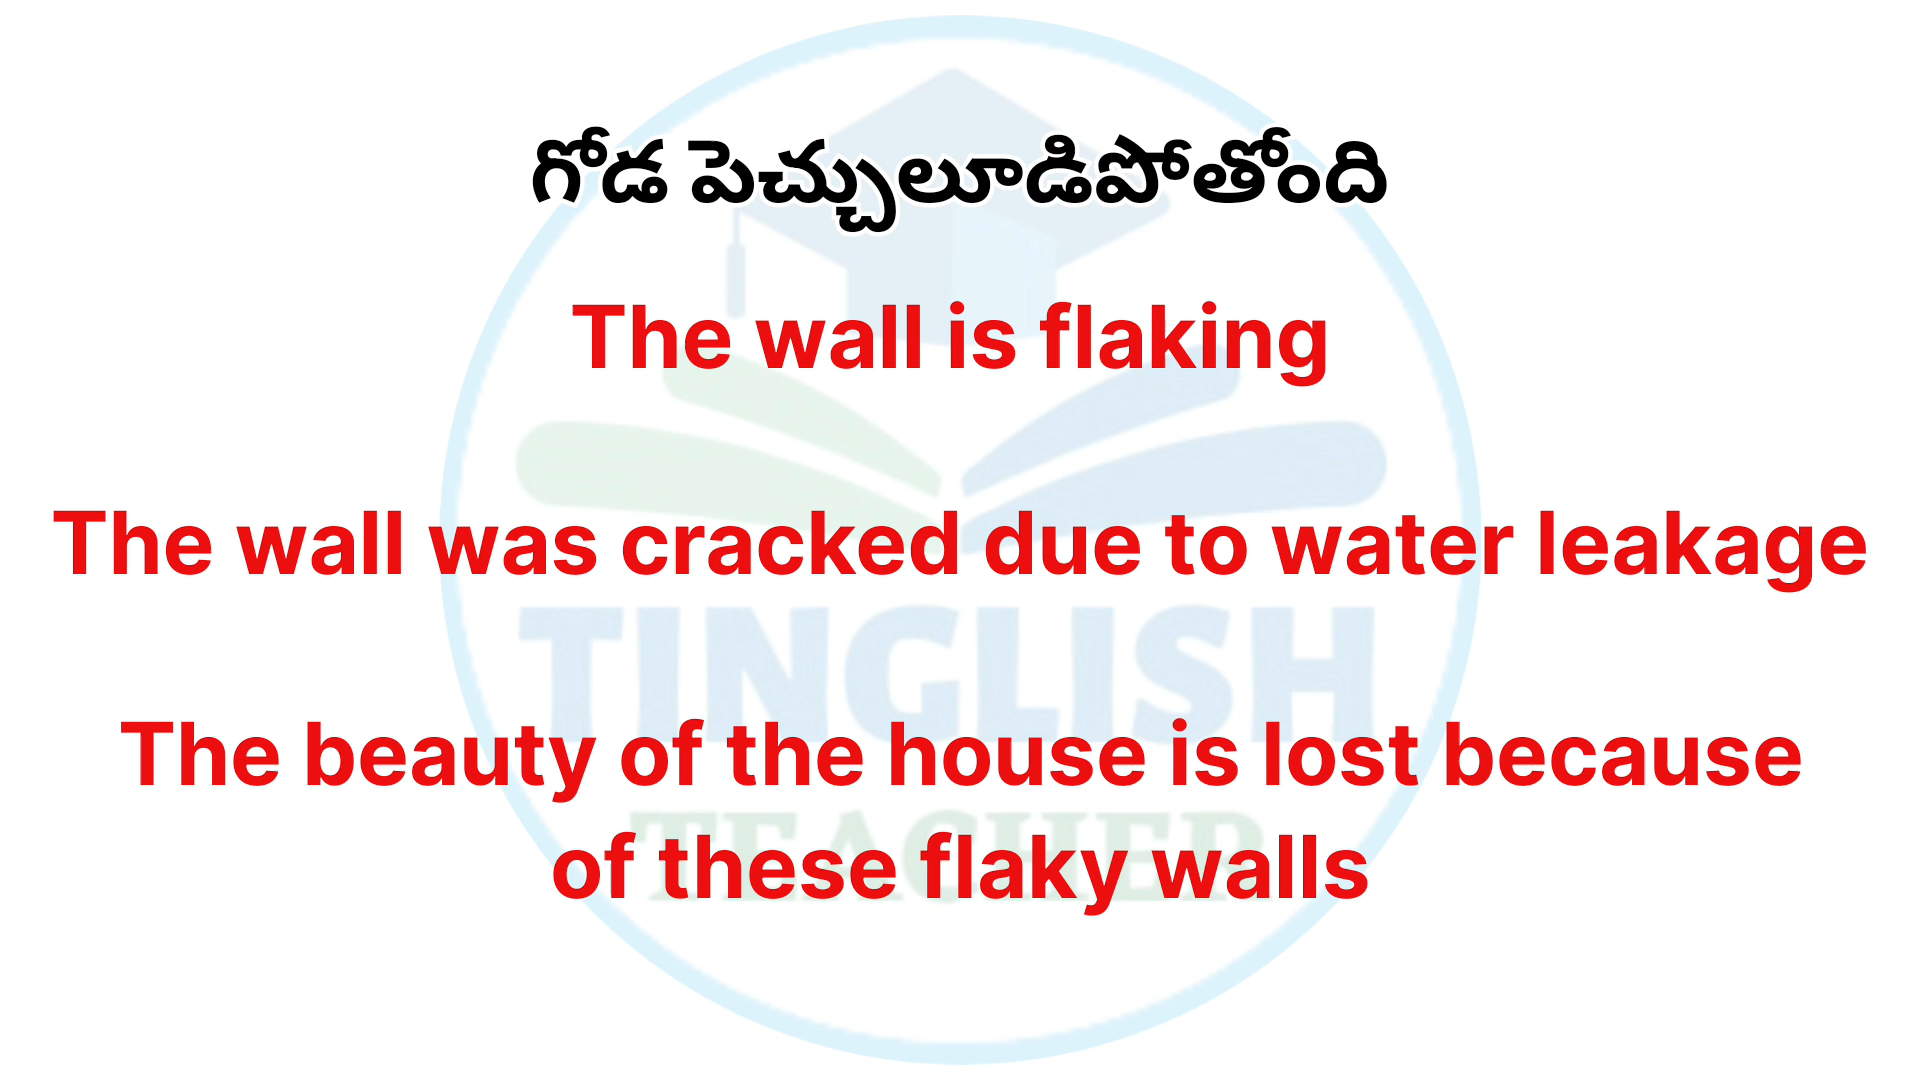 గోడ పెచ్చులూడిపోతోంది
The wall is flaking
The wall was cracked due to water leakage
TINGLISH
The beauty of the house is lost because
TEACHER
of these flaky walls